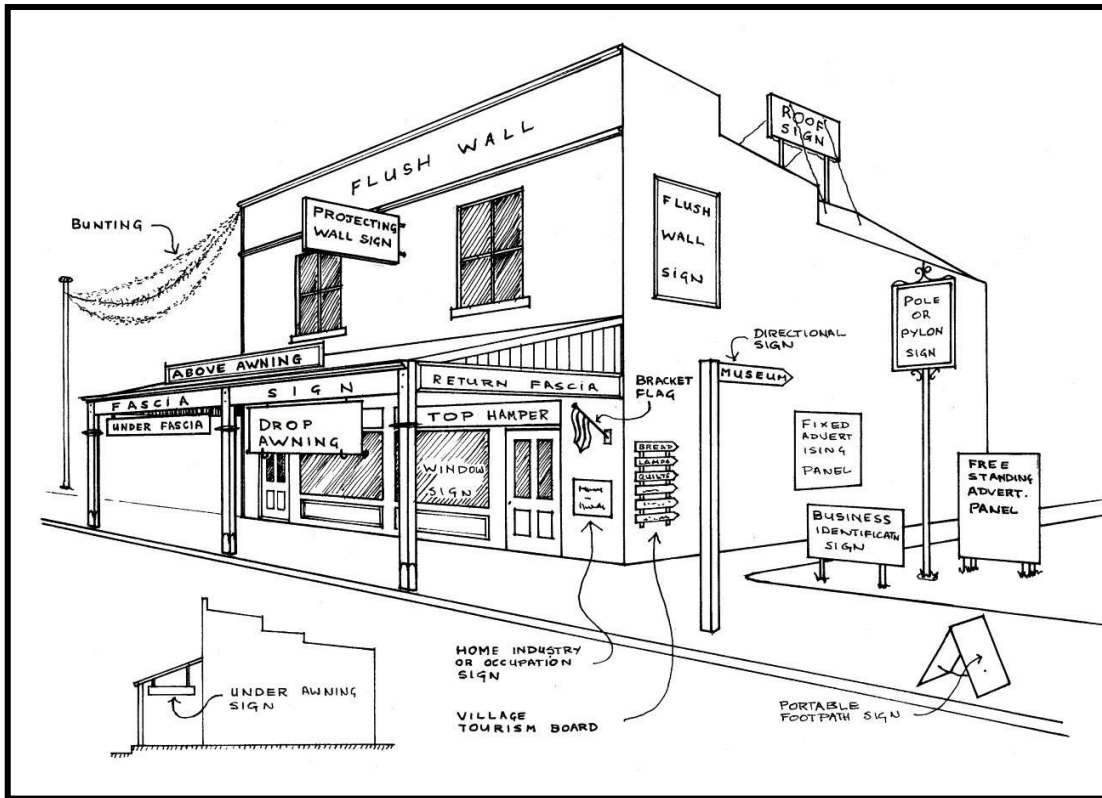 FLUSH WALL
ROOF
SIGN
BUNTING
PROJECTING
WALL SIGN
FLUSH
WALL
SIGN
POLE
OR
PYLON
SIGN
DIRECTIONAL
SIGN
MUSEUM
ABOVE AWNING
FASCIA SIGN
RETURN FASCIA
BRACKET
FLAG
UNDER FASCIA
DROP
AWNING
TOP HAMPER
WINDOW
SIGN
BREAD
LAMPS
QUILTS
FIXED
ADVERT
ISING
PANEL
FREE
STANDING
ADVERT.
PANEL
BUSINESS
IDENTIFICATN
SIGN
HOME INDUSTRY
OR OCCUPATION
SIGN
UNDER AWNING
SIGN
VILLAGE
TOURISM BOARD
PORTABLE
FOOTPATH SIGN